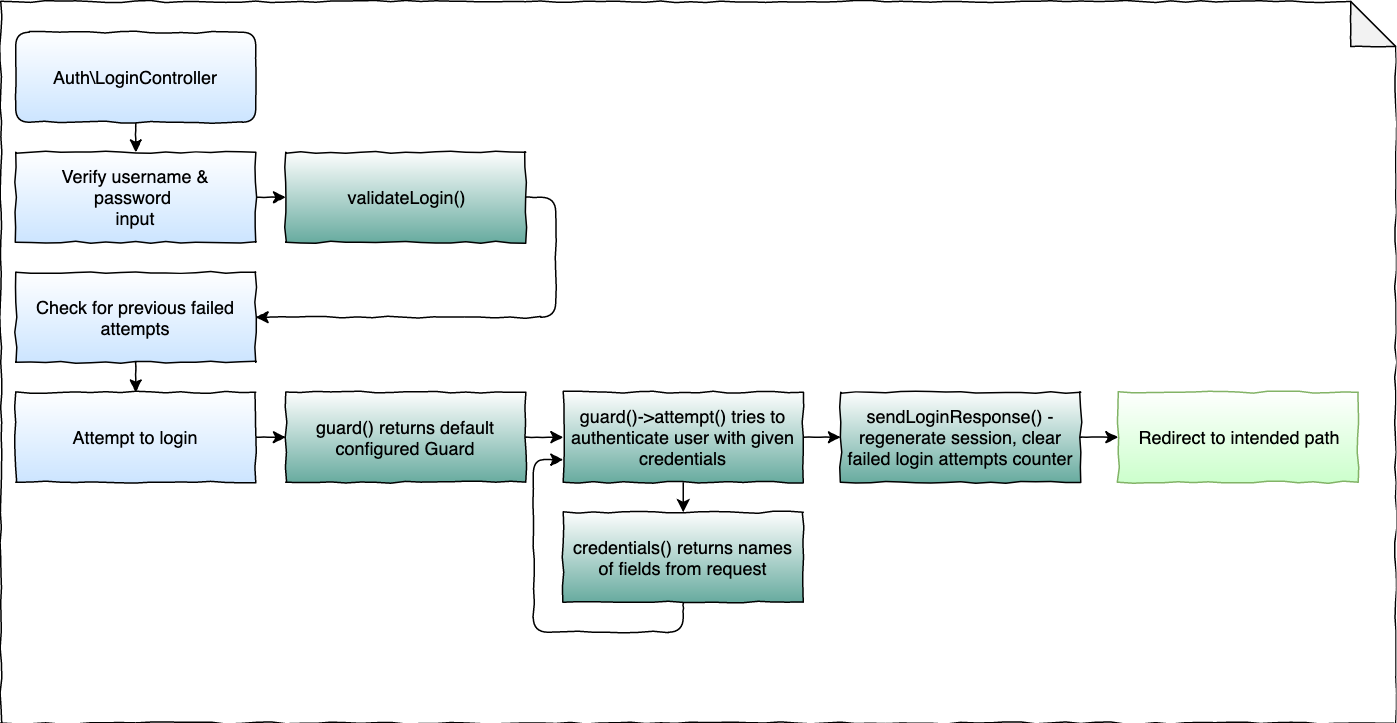 Auth\LoginController
Verify username &
password
input
validateLogin()
Check for previous failed
attempts
Attempt to login
guard() returns default
configured Guard
guard()->attempt() tries to
authenticate user with given
credentials
sendLoginResponse() -
regenerate session, clear
failed login attempts counter
Redirect to intended path
credentials() returns names
of fields from request